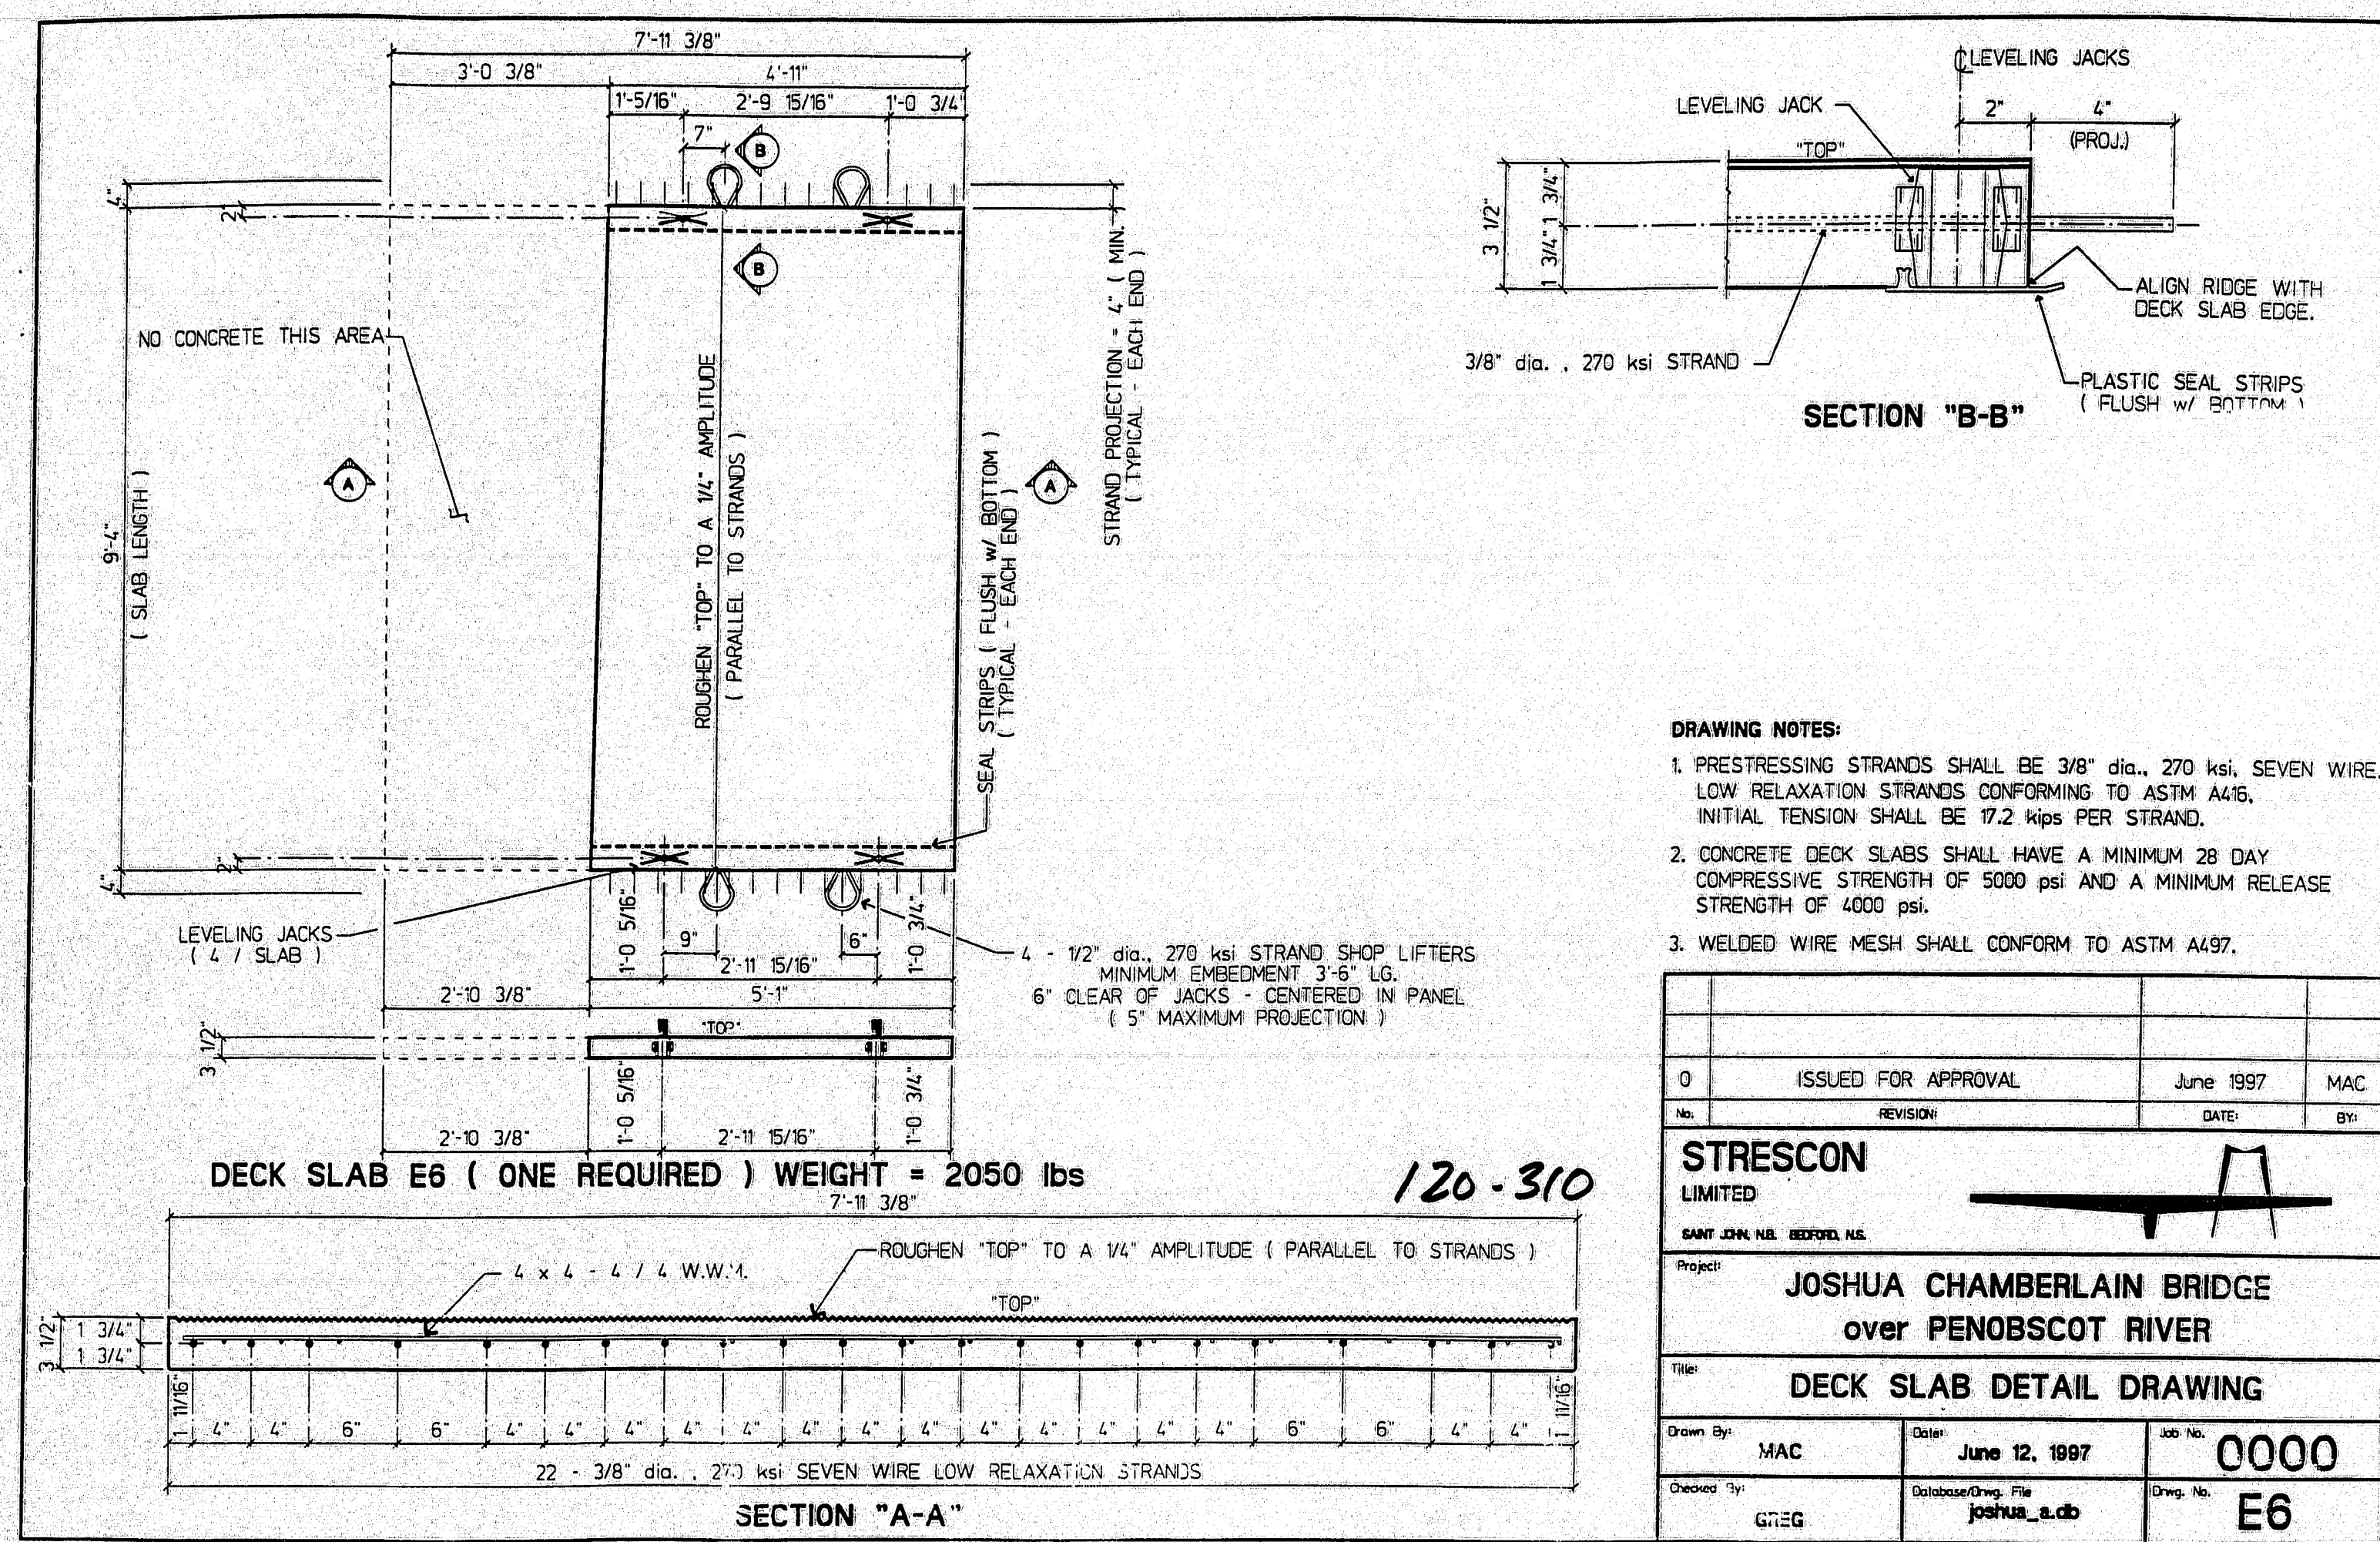 7'-11 3/8"
3'-0 3/8"
4'-11"
1'-5/16"
2'-9 15/16"
1'-0 3/4"
7"
B
B
4"
2"
NO CONCRETE THIS AREA
A
A
9'-4"
( SLAB LENGTH )
ROUGHEN "TOP" TO A 1/4" AMPLITUDE
( PARALLEL TO STRANDS )
SEAL STRIPS ( FLUSH w/ BOTTOM )
( TYPICAL - EACH END )
STRAND PROJECTION = 4" ( MIN. )
( TYPICAL - EACH END )
2"
4"
LEVELING JACKS
( 4 / SLAB )
1'-0 5/16"
9"
6"
1'-0 3/4"
2'-11 15/16"
2'-10 3/8"
5'-1"
4 - 1/2" dia., 270 ksi STRAND SHOP LIFTERS
MINIMUM EMBEDMENT 3'-6" LG.
6" CLEAR OF JACKS - CENTERED IN PANEL
( 5" MAXIMUM PROJECTION )
"TOP"
3 1/2"
1'-0 5/16"
1'-0 3/4"
2'-10 3/8"
2'-11 15/16"
DECK SLAB E6 ( ONE REQUIRED ) WEIGHT = 2050 lbs
120-310
7'-11 3/8"
ROUGHEN "TOP" TO A 1/4" AMPLITUDE ( PARALLEL TO STRANDS )
4 x 4 - 4 / 4 W.W.M.
"TOP"
3 1/2"
1 3/4"
1 3/4"
1 11/16"
4" 4" 6" 6" 4" 4" 4" 4" 4" 4" 4" 4" 4" 4" 4" 4" 4" 6" 6" 4" 4"
1 11/16"
22 - 3/8" dia. , 270 ksi SEVEN WIRE LOW RELAXATION STRANDS
SECTION "A-A"
℄ LEVELING JACKS
LEVELING JACK
2"
4"
(PROJ.)
"TOP"
3 1/2"
1 3/4"
1 3/4"
ALIGN RIDGE WITH
DECK SLAB EDGE.
3/8" dia. , 270 ksi STRAND
PLASTIC SEAL STRIPS
( FLUSH w/ BOTTOM )
SECTION "B-B"
DRAWING NOTES:
1. PRESTRESSING STRANDS SHALL BE 3/8" dia., 270 ksi, SEVEN WIRE,
LOW RELAXATION STRANDS CONFORMING TO ASTM A416,
INITIAL TENSION SHALL BE 17.2 kips PER STRAND.
2. CONCRETE DECK SLABS SHALL HAVE A MINIMUM 28 DAY
COMPRESSIVE STRENGTH OF 5000 psi AND A MINIMUM RELEASE
STRENGTH OF 4000 psi.
3. WELDED WIRE MESH SHALL CONFORM TO ASTM A497.
0 ISSUED FOR APPROVAL June 1997 MAC
No. REVISION: DATE: BY:
STRESCON
LIMITED
SAINT JOHN, N.B. BEDFORD, N.S.
Project:
JOSHUA CHAMBERLAIN BRIDGE
over PENOBSCOT RIVER
Title:
DECK SLAB DETAIL DRAWING
Drawn By:
MAC
Date:
June 12, 1997
Job No.
0000
Checked By:
GREG
Database/Drwg. File
joshua_a.db
Drwg. No.
E6